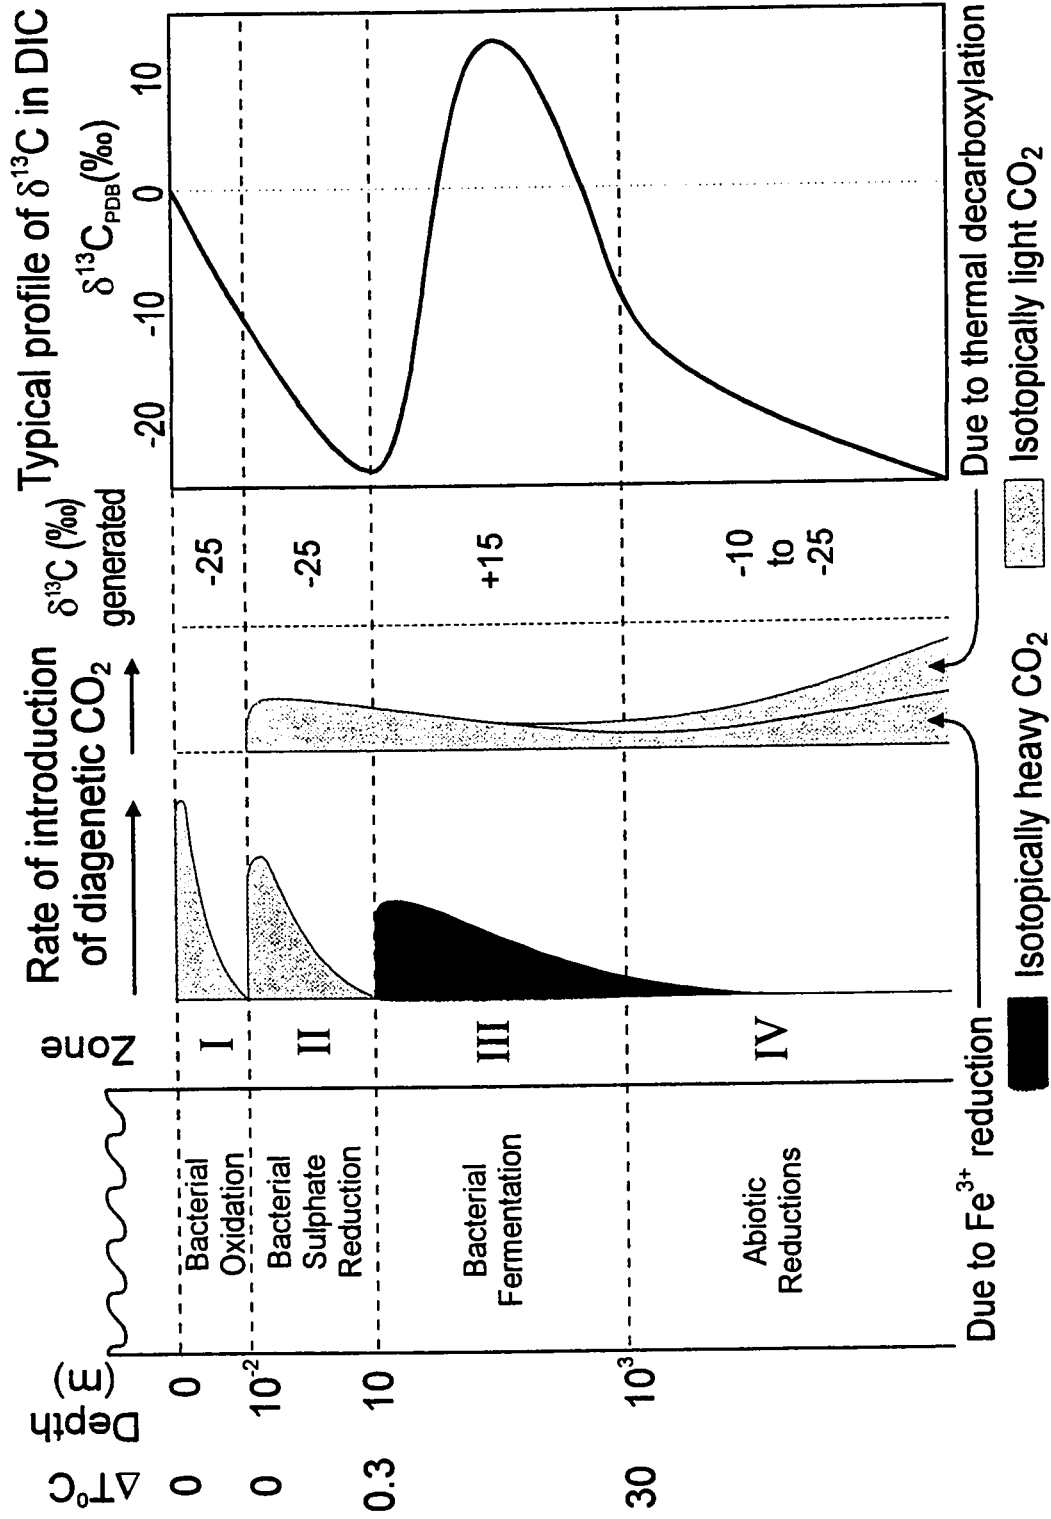 ΔT°C
Depth
(m)
Zone
Rate of introduction
of diagenetic CO₂
δ¹³C (‰)
generated
Typical profile of δ¹³C in DIC
δ¹³C_PDB(‰)
-20
-10
0
10
0
0
0
10⁻²
0.3
10
30
10³
Bacterial
Oxidation
I
-25
Bacterial
Sulphate
Reduction
II
-25
Bacterial
Fermentation
III
+15
Abiotic
Reductions
IV
-10
to
-25
Due to Fe³⁺ reduction
Due to thermal decarboxylation
Isotopically heavy CO₂
Isotopically light CO₂